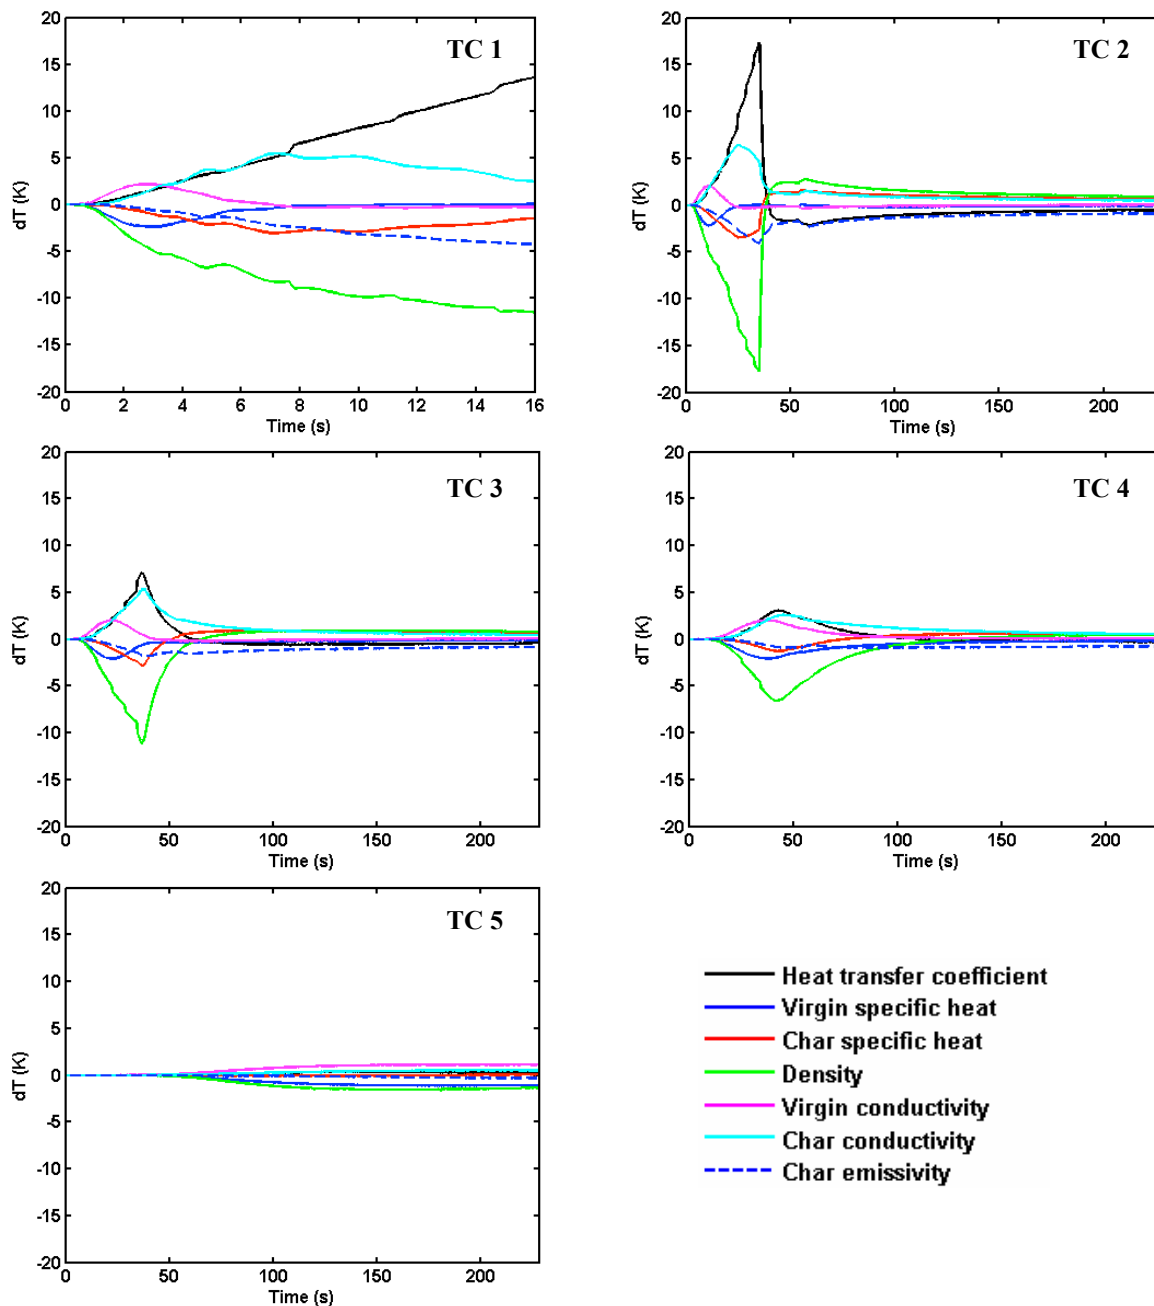 TC 1
20
15
10
5
0
-5
-10
-15
-20
dT (K)
0 2 4 6 8 10 12 14 16
Time (s)
TC 2
20
15
10
5
0
-5
-10
-15
-20
dT (K)
0 50 100 150 200
Time (s)
TC 3
20
15
10
5
0
-5
-10
-15
-20
dT (K)
0 50 100 150 200
Time (s)
TC 4
20
15
10
5
0
-5
-10
-15
-20
dT (K)
0 50 100 150 200
Time (s)
TC 5
20
15
10
5
0
-5
-10
-15
-20
dT (K)
0 50 100 150 200
Time (s)
Heat transfer coefficient
Virgin specific heat
Char specific heat
Density
Virgin conductivity
Char conductivity
Char emissivity